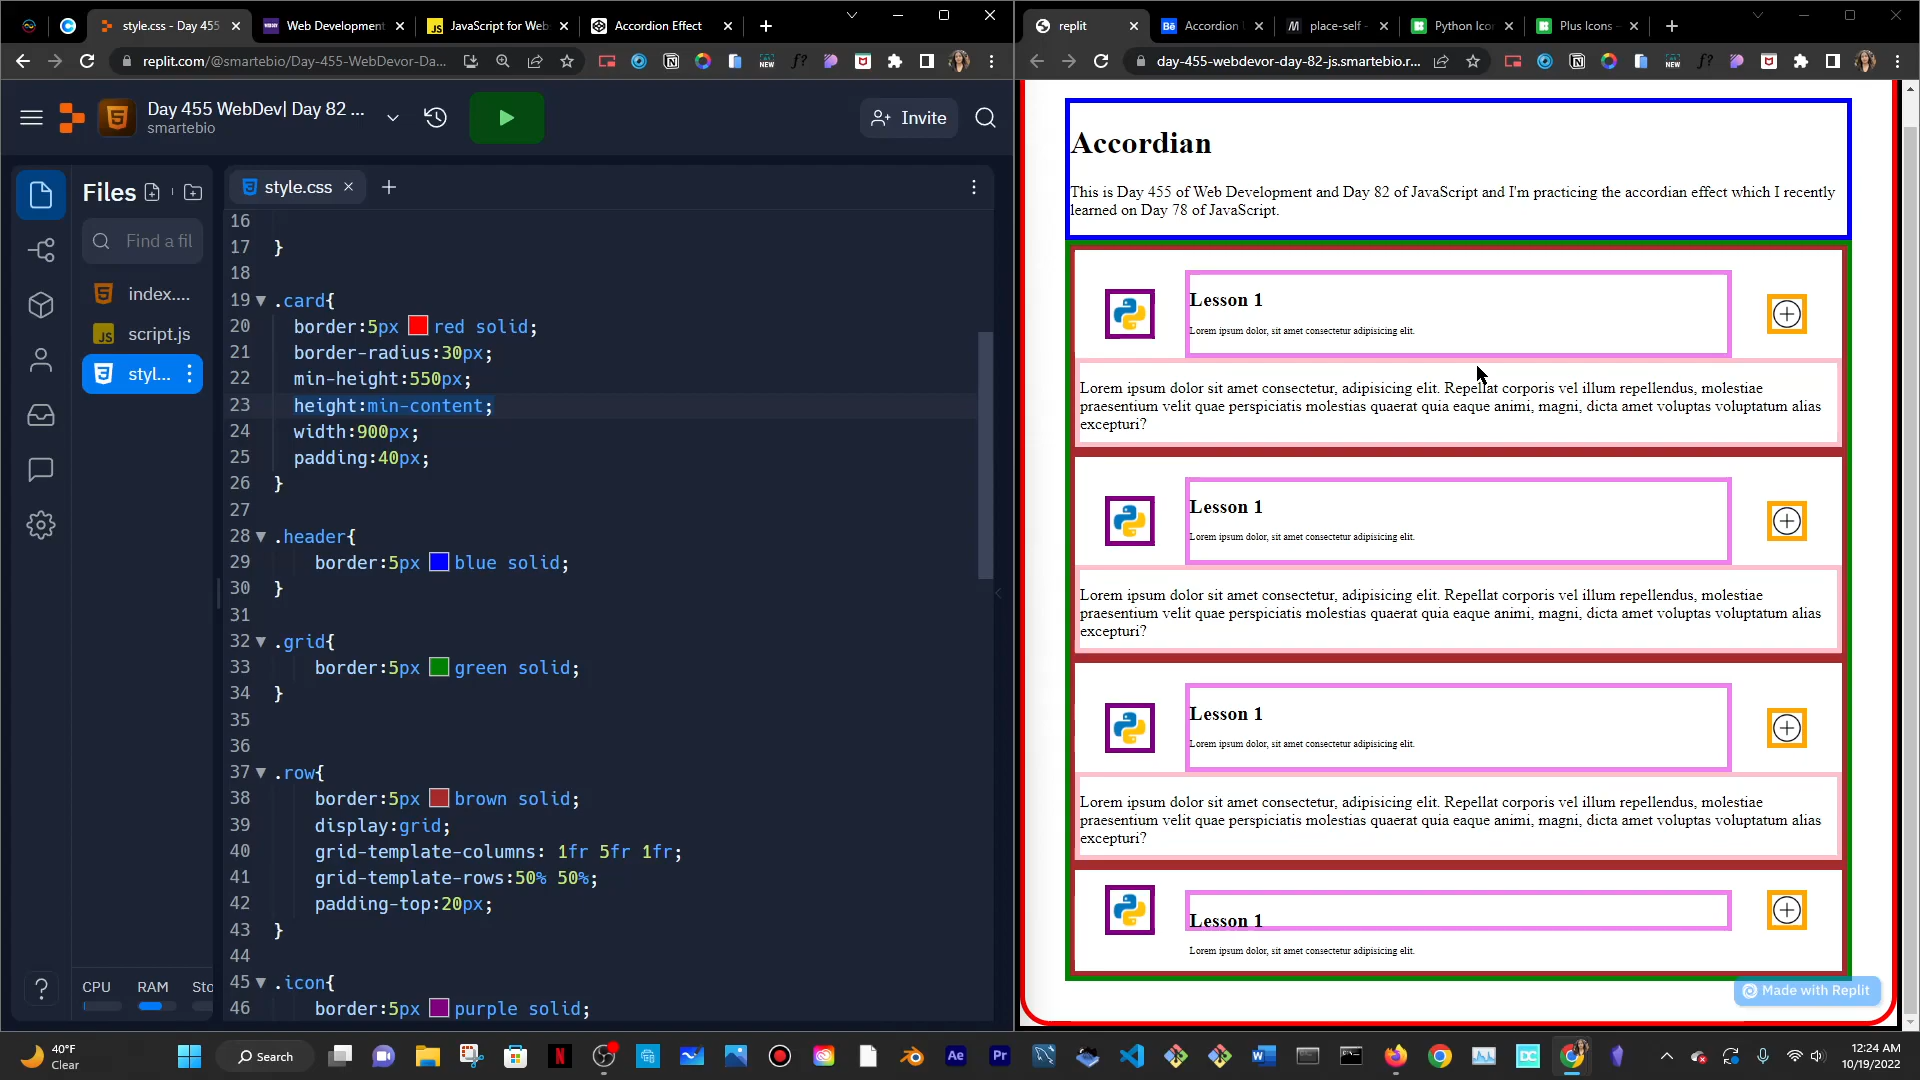 style.css - Day 455
Web Development
JavaScript for Web
Accordion Effect
replit.com/@smartebio/Day-455-WebDevor-Da...
Day 455 WebDev| Day 82 ...
smartebio
Invite
Files
style.css
Find a fil
index....
script.js
styl...
CPU
RAM
Sto
16
17 }
18
19 .card{
20 border:5px red solid;
21 border-radius:30px;
22 min-height:550px;
23 height:min-content;
24 width:900px;
25 padding:40px;
26 }
27
28 .header{
29 border:5px blue solid;
30 }
31
32 .grid{
33 border:5px green solid;
34 }
35
36
37 .row{
38 border:5px brown solid;
39 display:grid;
40 grid-template-columns: 1fr 5fr 1fr;
41 grid-template-rows:50% 50%;
42 padding-top:20px;
43 }
44
45 .icon{
46 border:5px purple solid;
replit
Accordion
place-self -
Python Ico
Plus Icons –
day-455-webdevor-day-82-js.smartebio.r...
Accordian
This is Day 455 of Web Development and Day 82 of JavaScript and I'm practicing the accordian effect which I recently
learned on Day 78 of JavaScript.
Lesson 1
Lorem ipsum dolor, sit amet consectetur adipisicing elit.
Lorem ipsum dolor sit amet consectetur, adipisicing elit. Repellat corporis vel illum repellendus, molestiae
praesentium velit quae perspiciatis molestias quaerat quia eaque animi, magni, dicta amet voluptas voluptatum alias
excepturi?
Lesson 1
Lorem ipsum dolor, sit amet consectetur adipisicing elit.
Lorem ipsum dolor sit amet consectetur, adipisicing elit. Repellat corporis vel illum repellendus, molestiae
praesentium velit quae perspiciatis molestias quaerat quia eaque animi, magni, dicta amet voluptas voluptatum alias
excepturi?
Lesson 1
Lorem ipsum dolor, sit amet consectetur adipisicing elit.
Lorem ipsum dolor sit amet consectetur, adipisicing elit. Repellat corporis vel illum repellendus, molestiae
praesentium velit quae perspiciatis molestias quaerat quia eaque animi, magni, dicta amet voluptas voluptatum alias
excepturi?
Lesson 1
Lorem ipsum dolor, sit amet consectetur adipisicing elit.
Made with Replit
40°F
Clear
Search
12:24 AM
10/19/2022